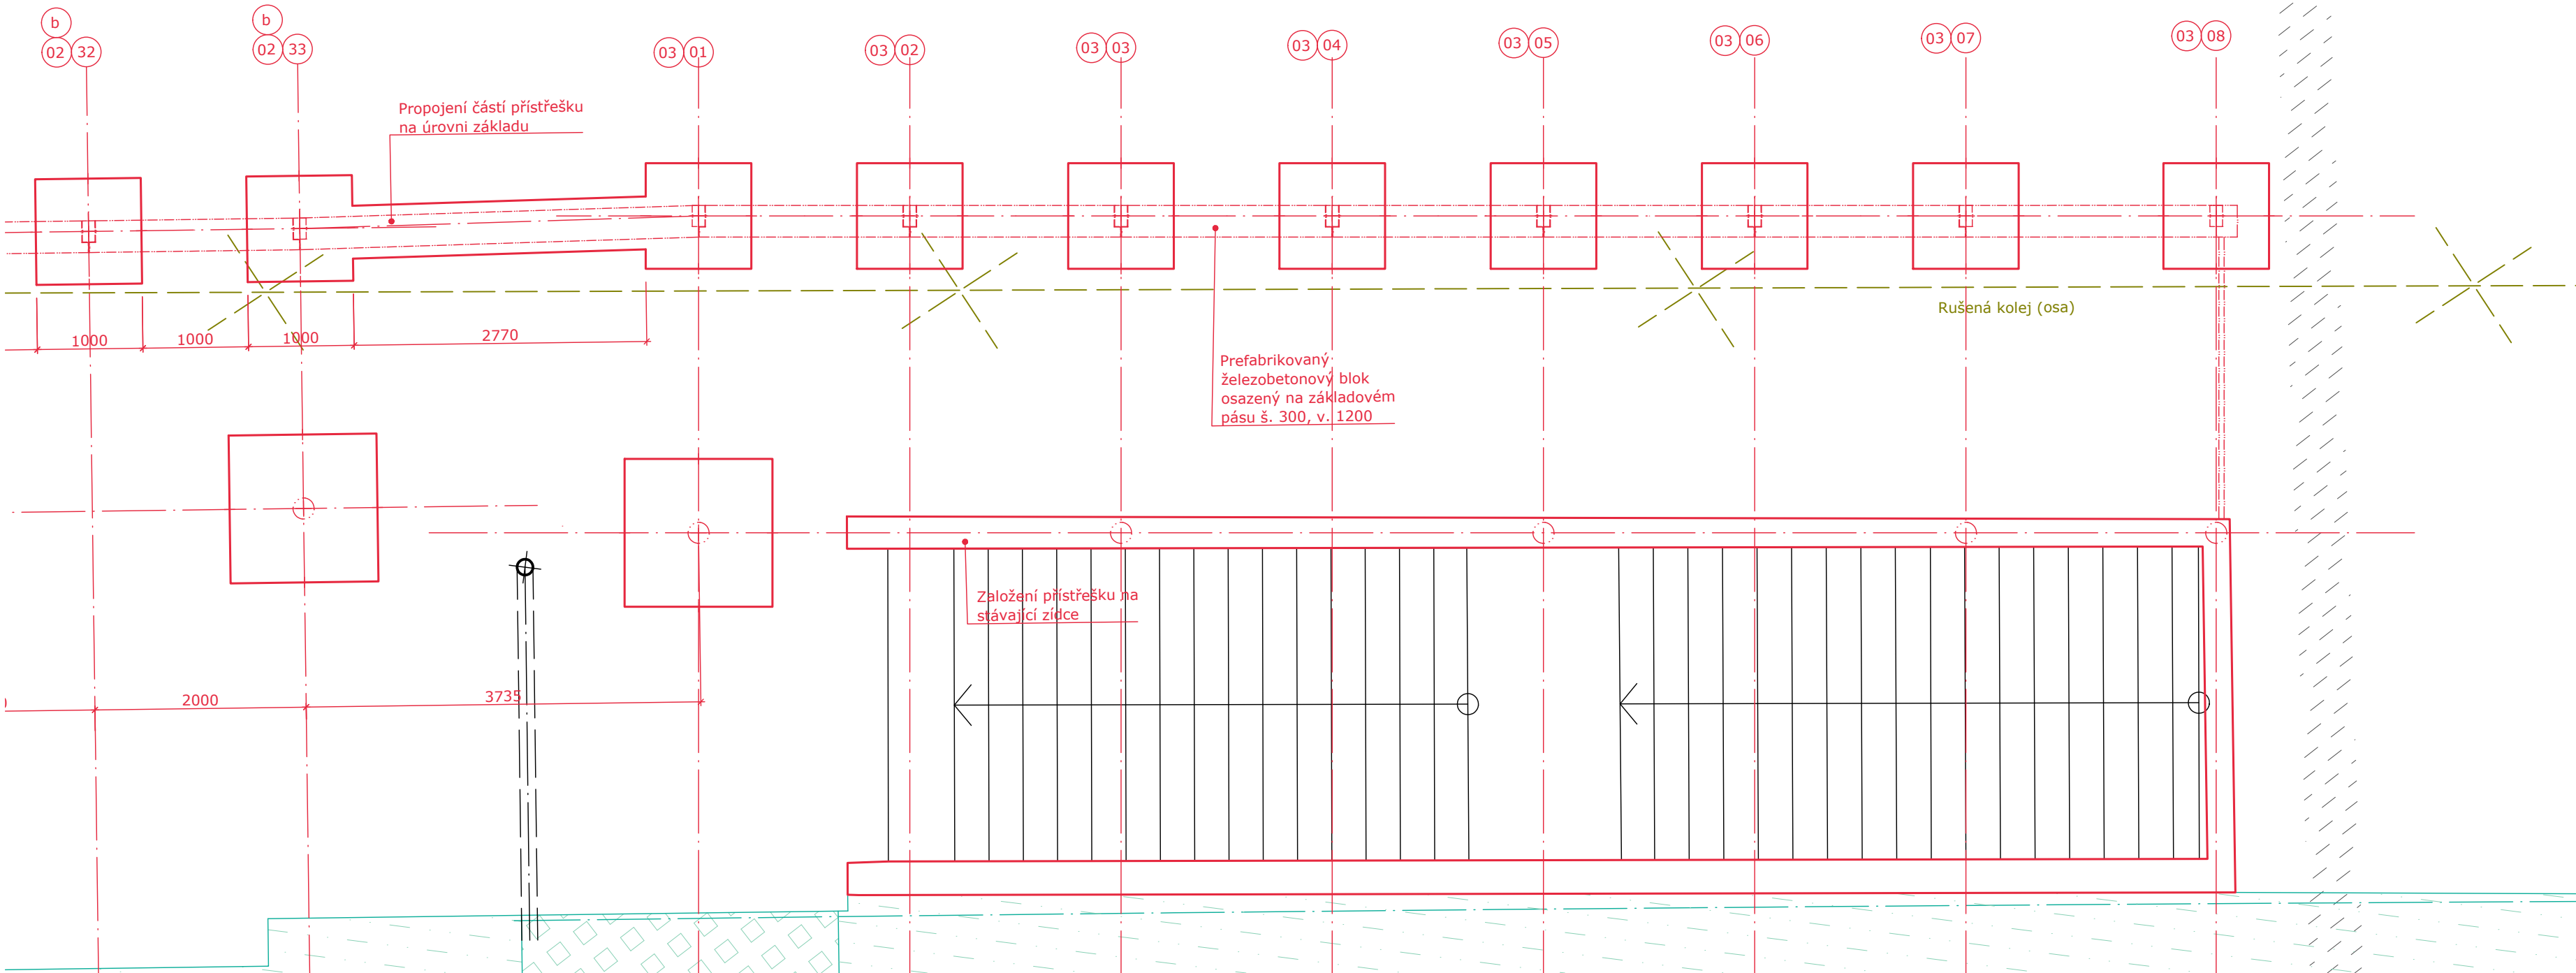 b
02 32
b
02 33
03 01
03 02
03 03
03 04
03 05
03 06
03 07
03 08
Propojení částí přístřešku
na úrovni základu
Rušená kolej (osa)
1000
1000
1000
2770
Prefabrikovaný
železobetonový blok
osazený na základovém
pásu š. 300, v. 1200
Založení přístřešku na
stávající zídce
2000
3735